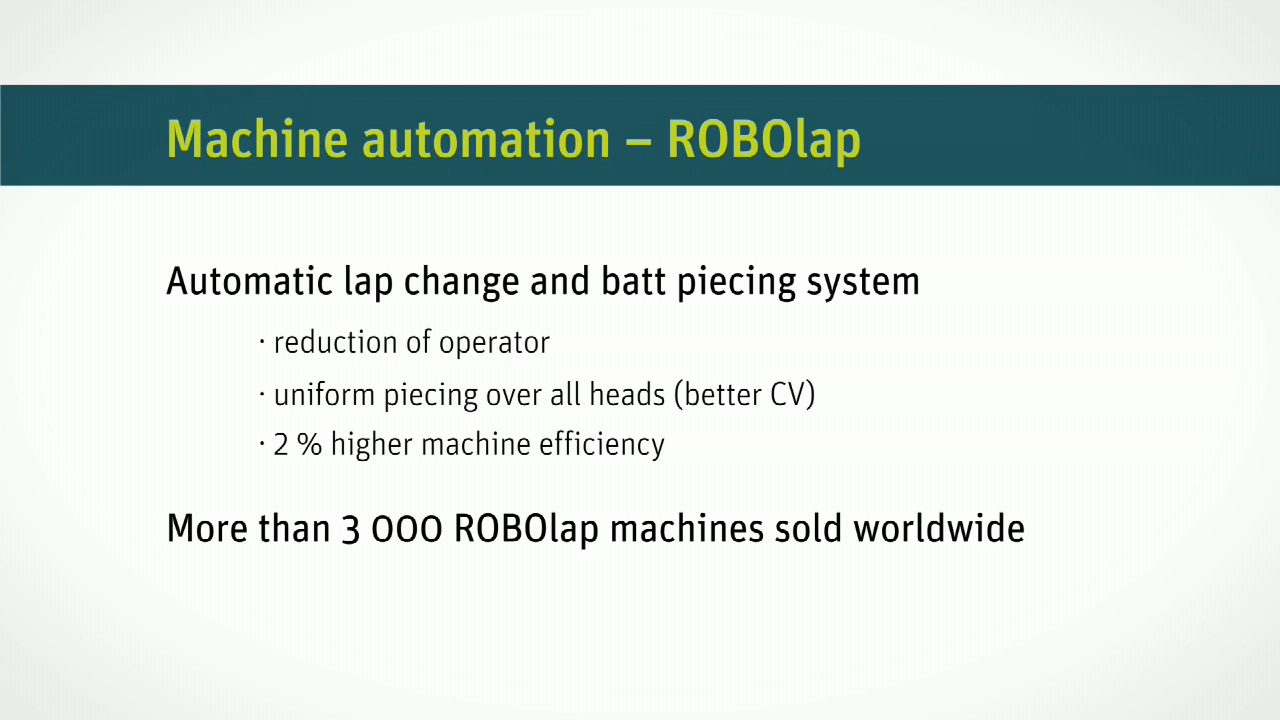 Machine automation – ROBOlap
Automatic lap change and batt piecing system
· reduction of operator
· uniform piecing over all heads (better CV)
· 2 % higher machine efficiency
More than 3 000 ROBOlap machines sold worldwide